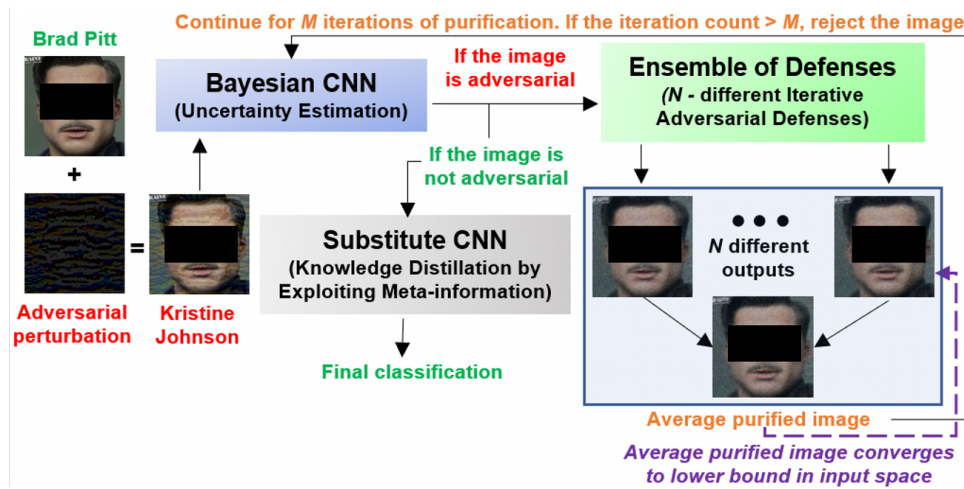 Continue for M iterations of purification. If the iteration count > M, reject the image
Brad Pitt
Bayesian CNN
(Uncertainty Estimation)
If the image
is adversarial
Ensemble of Defenses
(N - different Iterative
Adversarial Defenses)
If the image is
not adversarial
+
=
Adversarial
perturbation
Kristine
Johnson
Substitute CNN
(Knowledge Distillation by
Exploiting Meta-information)
Final classification
N different
outputs
Average purified image
Average purified image converges
to lower bound in input space